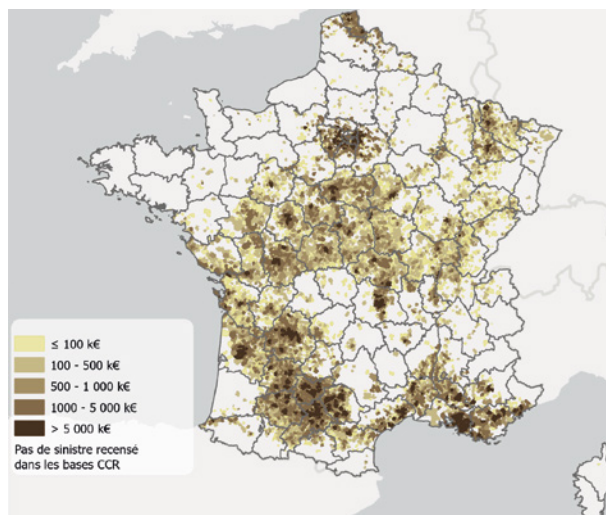 ≤ 100 k€
100 - 500 k€
500 - 1 000 k€
1000 - 5 000 k€
> 5 000 k€
Pas de sinistre recensé
dans les bases CCR